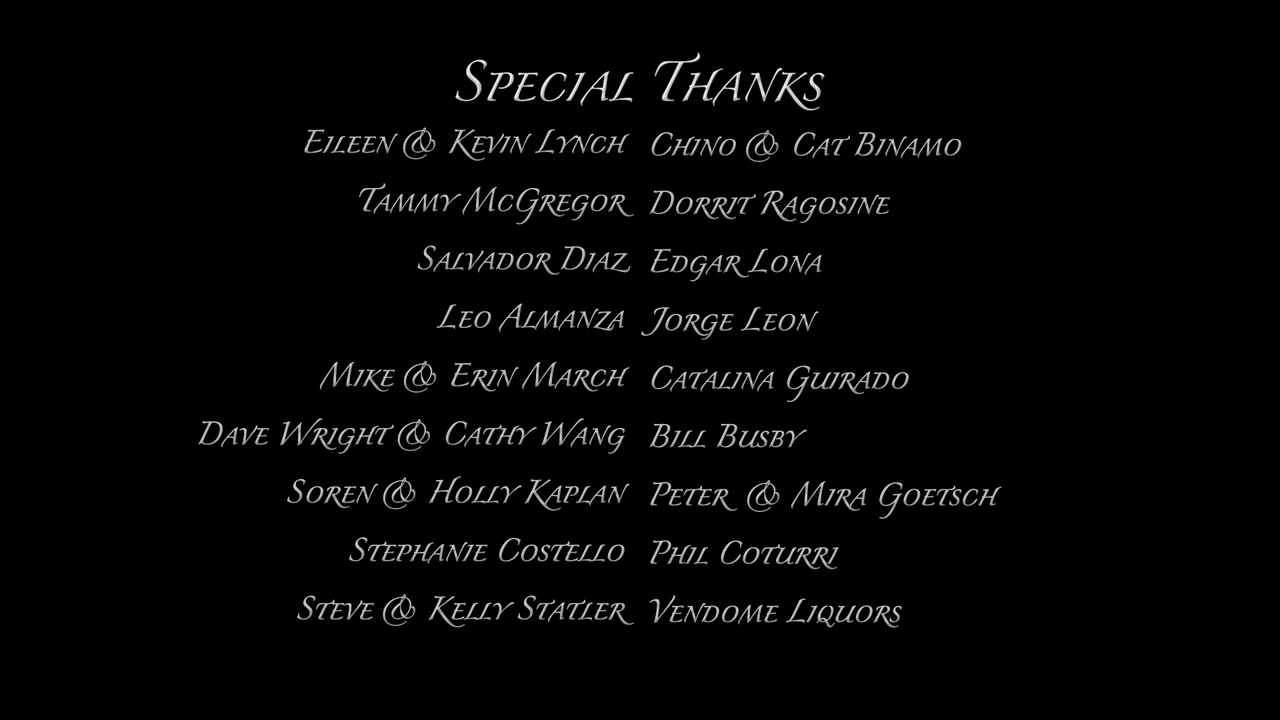 Special Thanks
Eileen & Kevin Lynch Chino & Cat Binamo
Tammy McGregor Dorrit Ragosine
Salvador Diaz Edgar Lona
Leo Almanza Jorge Leon
Mike & Erin March Catalina Guirado
Dave Wright & Cathy Wang Bill Busby
Soren & Holly Kaplan Peter & Mira Goetsch
Stephanie Costello Phil Coturri
Steve & Kelly Statler Vendome Liquors